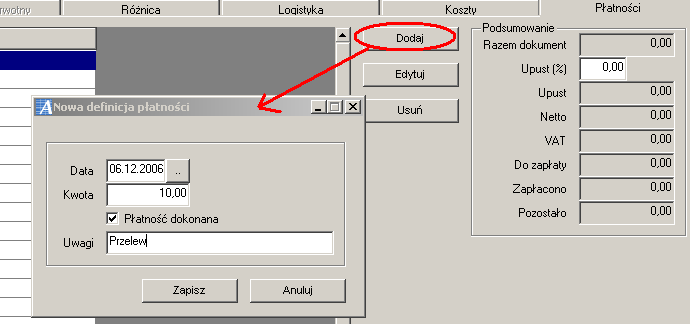 Różnica
Logistyka
Koszty
Płatności
Dodaj
Edytuj
Usuń
Podsumowanie
Razem dokument 0,00
Upust (%) 0,00
Upust 0,00
Netto 0,00
VAT 0,00
Do zapłaty 0,00
Zapłacono 0,00
Pozostało 0,00
Nowa definicja płatności
Data 06.12.2006 ..
Kwota 10,00
Płatność dokonana
Uwagi Przelew
Zapisz
Anuluj